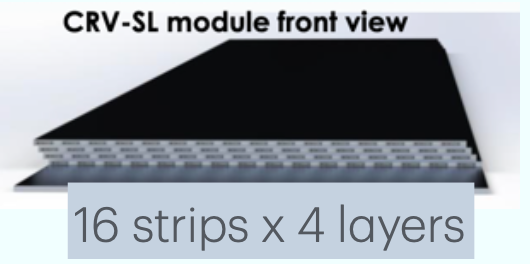 CRV-SL module front view
16 strips x 4 layers